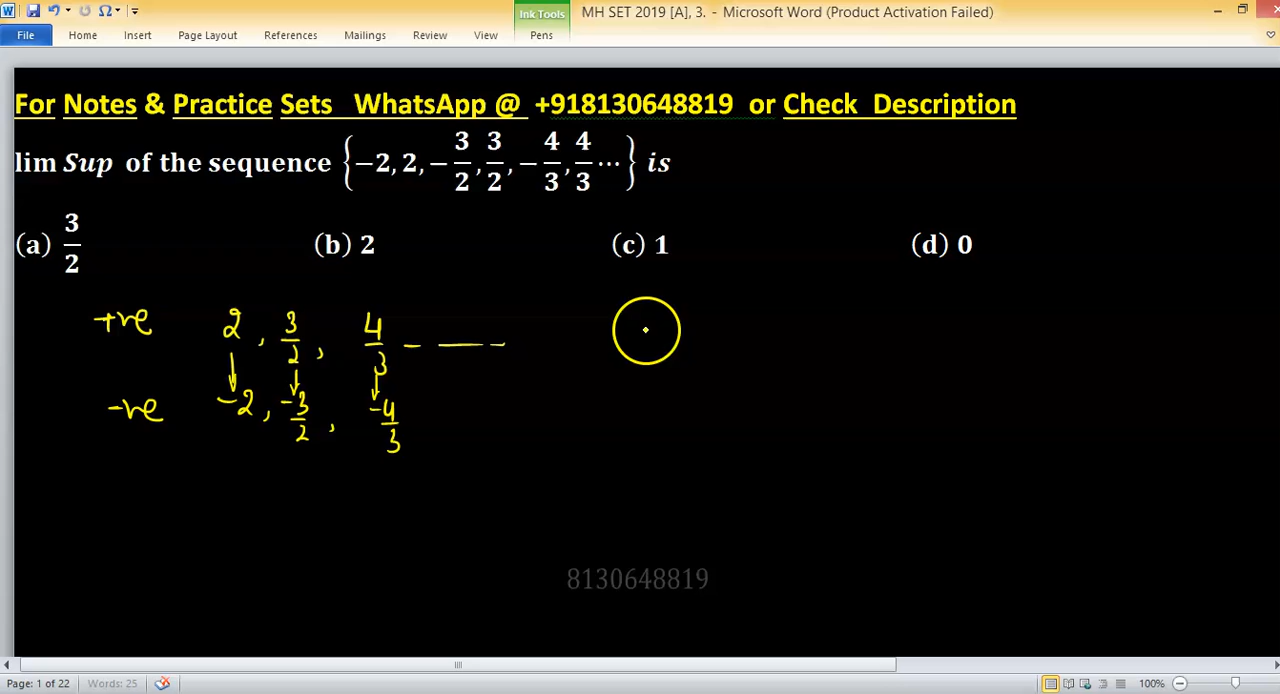 Ink Tools
MH SET 2019 [A], 3. - Microsoft Word (Product Activation Failed)
File Home Insert Page Layout References Mailings Review View Pens
For Notes & Practice Sets WhatsApp @ +918130648819 or Check Description
lim Sup of the sequence {−2, 2, −3/2, 3/2, −4/3, 4/3 ⋯} is
(a) 3/2 (b) 2 (c) 1 (d) 0
+ve 2, 3/2, 4/3 - — -
-ve -2, -3/2, -4/3
8130648819
Page: 1 of 22 Words: 25 100%